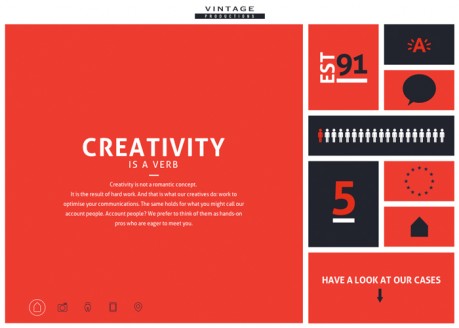 VINTAGE
PRODUCTIONS
CREATIVITY
IS A VERB
Creativity is not a romantic concept.
It is the result of hard work. And that is what our creatives do: work to
optimise your communications. The same holds for what you might call our
account people. Account people? We prefer to think of them as hands-on
pros who are eager to meet you.
EST 91
A
5
HAVE A LOOK AT OUR CASES